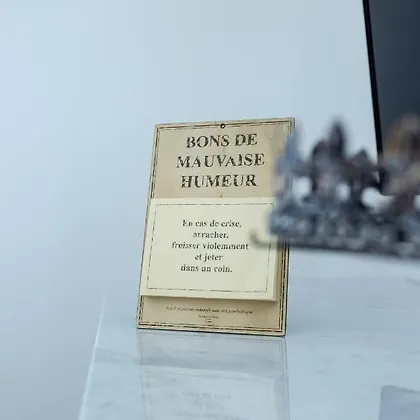 BONS DE
MAUVAISE
HUMEUR
En cas de crise,
arracher,
froisser violemment
et jeter
dans un coin.